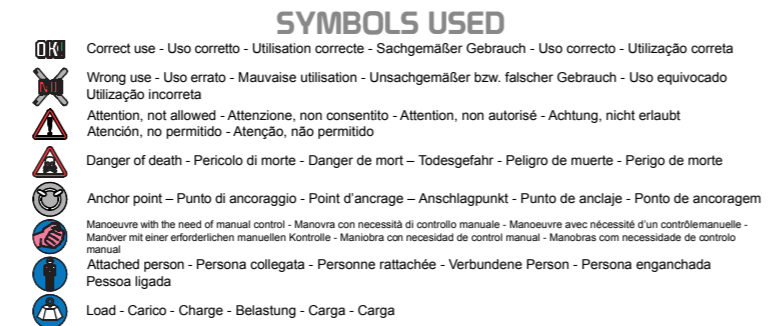 SYMBOLS USED
OK!
Correct use - Uso corretto - Utilisation correcte - Sachgemäßer Gebrauch - Uso correcto - Utilização correta
NO!
Wrong use - Uso errato - Mauvaise utilisation - Unsachgemäßer bzw. falscher Gebrauch - Uso equivocado
Utilização incorreta
Attention, not allowed - Attenzione, non consentito - Attention, non autorisé - Achtung, nicht erlaubt
Atención, no permitido - Atenção, não permitido
Danger of death - Pericolo di morte - Danger de mort – Todesgefahr - Peligro de muerte - Perigo de morte
Anchor point – Punto di ancoraggio - Point d'ancrage – Anschlagpunkt - Punto de anclaje - Ponto de ancoragem
Manoeuvre with the need of manual control - Manovra con necessità di controllo manuale - Manoeuvre avec nécessité d'un contrôlemanuelle -
Manöver mit einer erforderlichen manuellen Kontrolle - Maniobra con necesidad de control manual - Manobras com necessidade de controlo
manual
Attached person - Persona collegata - Personne rattachée - Verbundene Person - Persona enganchada
Pessoa ligada
Load - Carico - Charge - Belastung - Carga - Carga